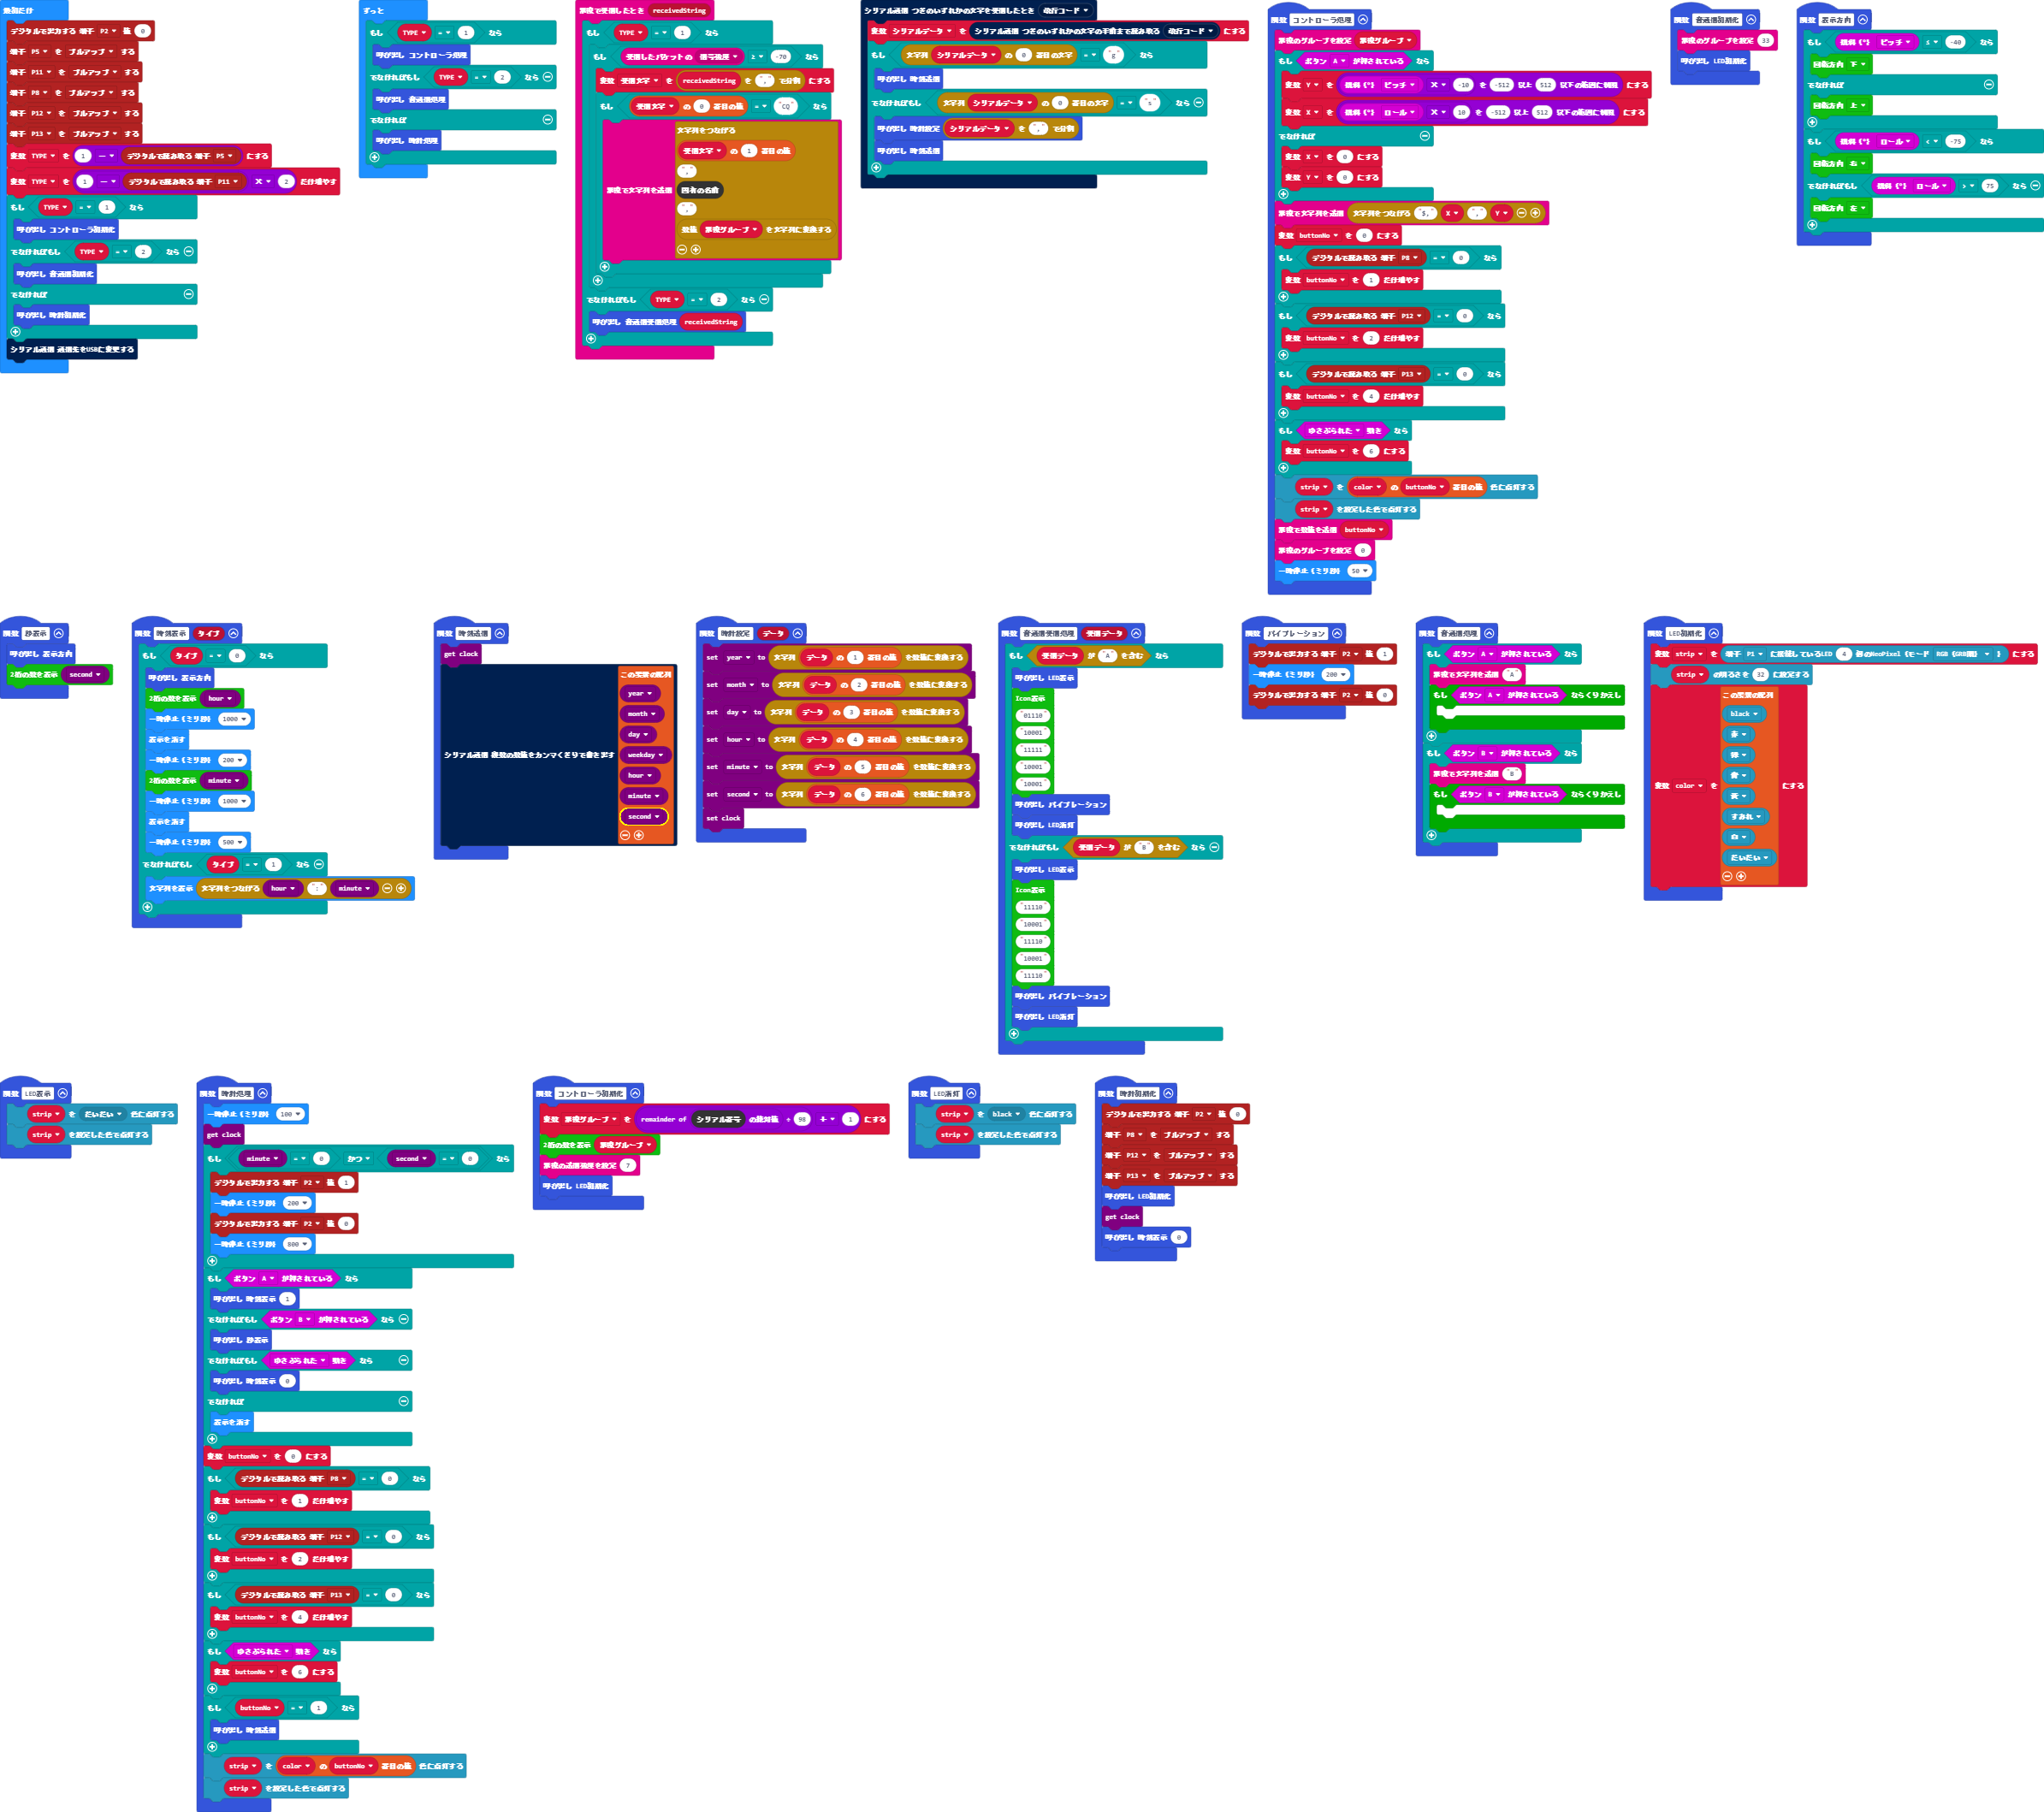 最初だけ
デジタルで出力する 端子 P2 値 0
端子 P5 を プルアップ する
端子 P11 を プルアップ する
端子 P8 を プルアップ する
端子 P12 を プルアップ する
端子 P13 を プルアップ する
変数 TYPE を 1 - デジタルで読み取る 端子 P5 にする
変数 TYPE を 1 - デジタルで読み取る 端子 P11 × 2 だけ増やす
もし TYPE = 1 なら
呼び出し コントローラ初期化
でなければもし TYPE = 2 なら
呼び出し 普通通初期化
でなければ
呼び出し 時計初期化
シリアル通信 通信先をUSBに変更する
ずっと
もし TYPE = 1 なら
呼び出し コントローラ処理
でなければもし TYPE = 2 なら
呼び出し 普通通処理
でなければ
呼び出し 時計処理
無線で受信したとき receivedString
もし TYPE = 1 なら
もし 受信したパケットの 信号強度 ≥ -70 なら
変数 受信文字 を receivedString を "," で分割 にする
もし 受信文字 の 0 番目の値 = "CQ" なら
無線で文字列を送信
文字列をつなげる
受信文字 の 1 番目の値
","
固有の名前
","
数値 無線グループ を文字列に変換する
でなければもし TYPE = 2 なら
呼び出し 普通通受信処理 receivedString
シリアル通信 つぎのいずれかの文字を受信したとき 改行コード
変数 シリアルデータ を シリアル通信 つぎのいずれかの文字の手前まで読み取る 改行コード にする
もし 文字列 シリアルデータ の 0 番目の文字 = "g" なら
呼び出し 時刻送信
でなければもし 文字列 シリアルデータ の 0 番目の文字 = "s" なら
呼び出し 時計設定 シリアルデータ を "," で分割
呼び出し 時刻送信
関数 コントローラ処理
無線のグループを設定 無線グループ
もし ボタン A が押されている なら
変数 Y を 傾斜(°) ピッチ × -10 を -512 以上 512 以下の範囲に制限 にする
変数 X を 傾斜(°) ロール × 10 を -512 以上 512 以下の範囲に制限 にする
でなければ
変数 X を 0 にする
変数 Y を 0 にする
無線で文字列を送信 文字列をつなげる "$," X "," Y
変数 buttonNo を 0 にする
もし デジタルで読み取る 端子 P8 = 0 なら
変数 buttonNo を 1 だけ増やす
もし デジタルで読み取る 端子 P12 = 0 なら
変数 buttonNo を 2 だけ増やす
もし デジタルで読み取る 端子 P13 = 0 なら
変数 buttonNo を 4 だけ増やす
もし ゆさぶられた 動き なら
変数 buttonNo を 6 にする
strip を color の buttonNo 番目の値 色に点灯する
strip を設定した色で点灯する
無線で数値を送信 buttonNo
無線のグループを設定 0
一時停止（ミリ秒） 50
関数 普通通初期化
無線のグループを設定 33
呼び出し LED初期化
関数 表示方向
もし 傾斜(°) ピッチ ≤ -40 なら
回転方向 下
でなければ
回転方向 上
もし 傾斜(°) ロール < -75 なら
回転方向 右
でなければもし 傾斜(°) ロール > 75 なら
回転方向 左
関数 秒表示
呼び出し 表示方向
2桁の数を表示 second
関数 時刻表示 タイプ
もし タイプ = 0 なら
呼び出し 表示方向
2桁の数を表示 hour
一時停止（ミリ秒） 1000
表示を消す
一時停止（ミリ秒） 200
2桁の数を表示 minute
一時停止（ミリ秒） 1000
表示を消す
一時停止（ミリ秒） 500
でなければもし タイプ = 1 なら
文字列を表示 文字列をつなげる hour ":" minute
関数 時刻送信
get clock
シリアル通信 複数の数値をカンマくぎりで書き出す
この要素の配列
year
month
day
weekday
hour
minute
second
関数 時計設定 データ
set year to 文字列 データ の 1 番目の値 を数値に変換する
set month to 文字列 データ の 2 番目の値 を数値に変換する
set day to 文字列 データ の 3 番目の値 を数値に変換する
set hour to 文字列 データ の 4 番目の値 を数値に変換する
set minute to 文字列 データ の 5 番目の値 を数値に変換する
set second to 文字列 データ の 6 番目の値 を数値に変換する
set clock
関数 普通通受信処理 受信データ
もし 受信データ が "A" を含む なら
呼び出し LED表示
Icon表示
"01110"
"10001"
"11111"
"10001"
"10001"
呼び出し バイブレーション
呼び出し LED消灯
でなければもし 受信データ が "B" を含む なら
呼び出し LED表示
Icon表示
"11110"
"10001"
"11110"
"10001"
"11110"
呼び出し バイブレーション
呼び出し LED消灯
関数 バイブレーション
デジタルで出力する 端子 P2 値 1
一時停止（ミリ秒） 200
デジタルで出力する 端子 P2 値 0
関数 普通通処理
もし ボタン A が押されている なら
無線で文字列を送信 "A"
もし ボタン A が押されている ならくりかえし
もし ボタン B が押されている なら
無線で文字列を送信 "B"
もし ボタン B が押されている ならくりかえし
関数 LED初期化
変数 strip を 端子 P1 に接続しているLED 4 個のNeoPixel（モード RGB（GRB順） ） にする
strip の明るさを 32 に設定する
変数 color を
この要素の配列
black
赤
緑
黄
青
すみれ
白
だいだい
にする
関数 LED表示
strip を だいだい 色に点灯する
strip を設定した色で点灯する
関数 時計処理
一時停止（ミリ秒） 100
get clock
もし minute = 0 かつ second = 0 なら
デジタルで出力する 端子 P2 値 1
一時停止（ミリ秒） 200
デジタルで出力する 端子 P2 値 0
一時停止（ミリ秒） 800
もし ボタン A が押されている なら
呼び出し 時刻表示 1
でなければもし ボタン B が押されている なら
呼び出し 秒表示
でなければもし ゆさぶられた 動き なら
呼び出し 時刻表示 0
でなければ
表示を消す
変数 buttonNo を 0 にする
もし デジタルで読み取る 端子 P8 = 0 なら
変数 buttonNo を 1 だけ増やす
もし デジタルで読み取る 端子 P12 = 0 なら
変数 buttonNo を 2 だけ増やす
もし デジタルで読み取る 端子 P13 = 0 なら
変数 buttonNo を 4 だけ増やす
もし ゆさぶられた 動き なら
変数 buttonNo を 6 にする
もし buttonNo = 1 なら
呼び出し 時刻送信
strip を color の buttonNo 番目の値 色に点灯する
strip を設定した色で点灯する
関数 コントローラ初期化
変数 無線グループ を remainder of シリアル番号 の絶対値 ÷ 98 + 1 にする
2桁の数を表示 無線グループ
無線の送信強度を設定 7
呼び出し LED初期化
関数 LED消灯
strip を black 色に点灯する
strip を設定した色で点灯する
関数 時計初期化
デジタルで出力する 端子 P2 値 0
端子 P8 を プルアップ する
端子 P12 を プルアップ する
端子 P13 を プルアップ する
呼び出し LED初期化
get clock
呼び出し 時刻表示 0